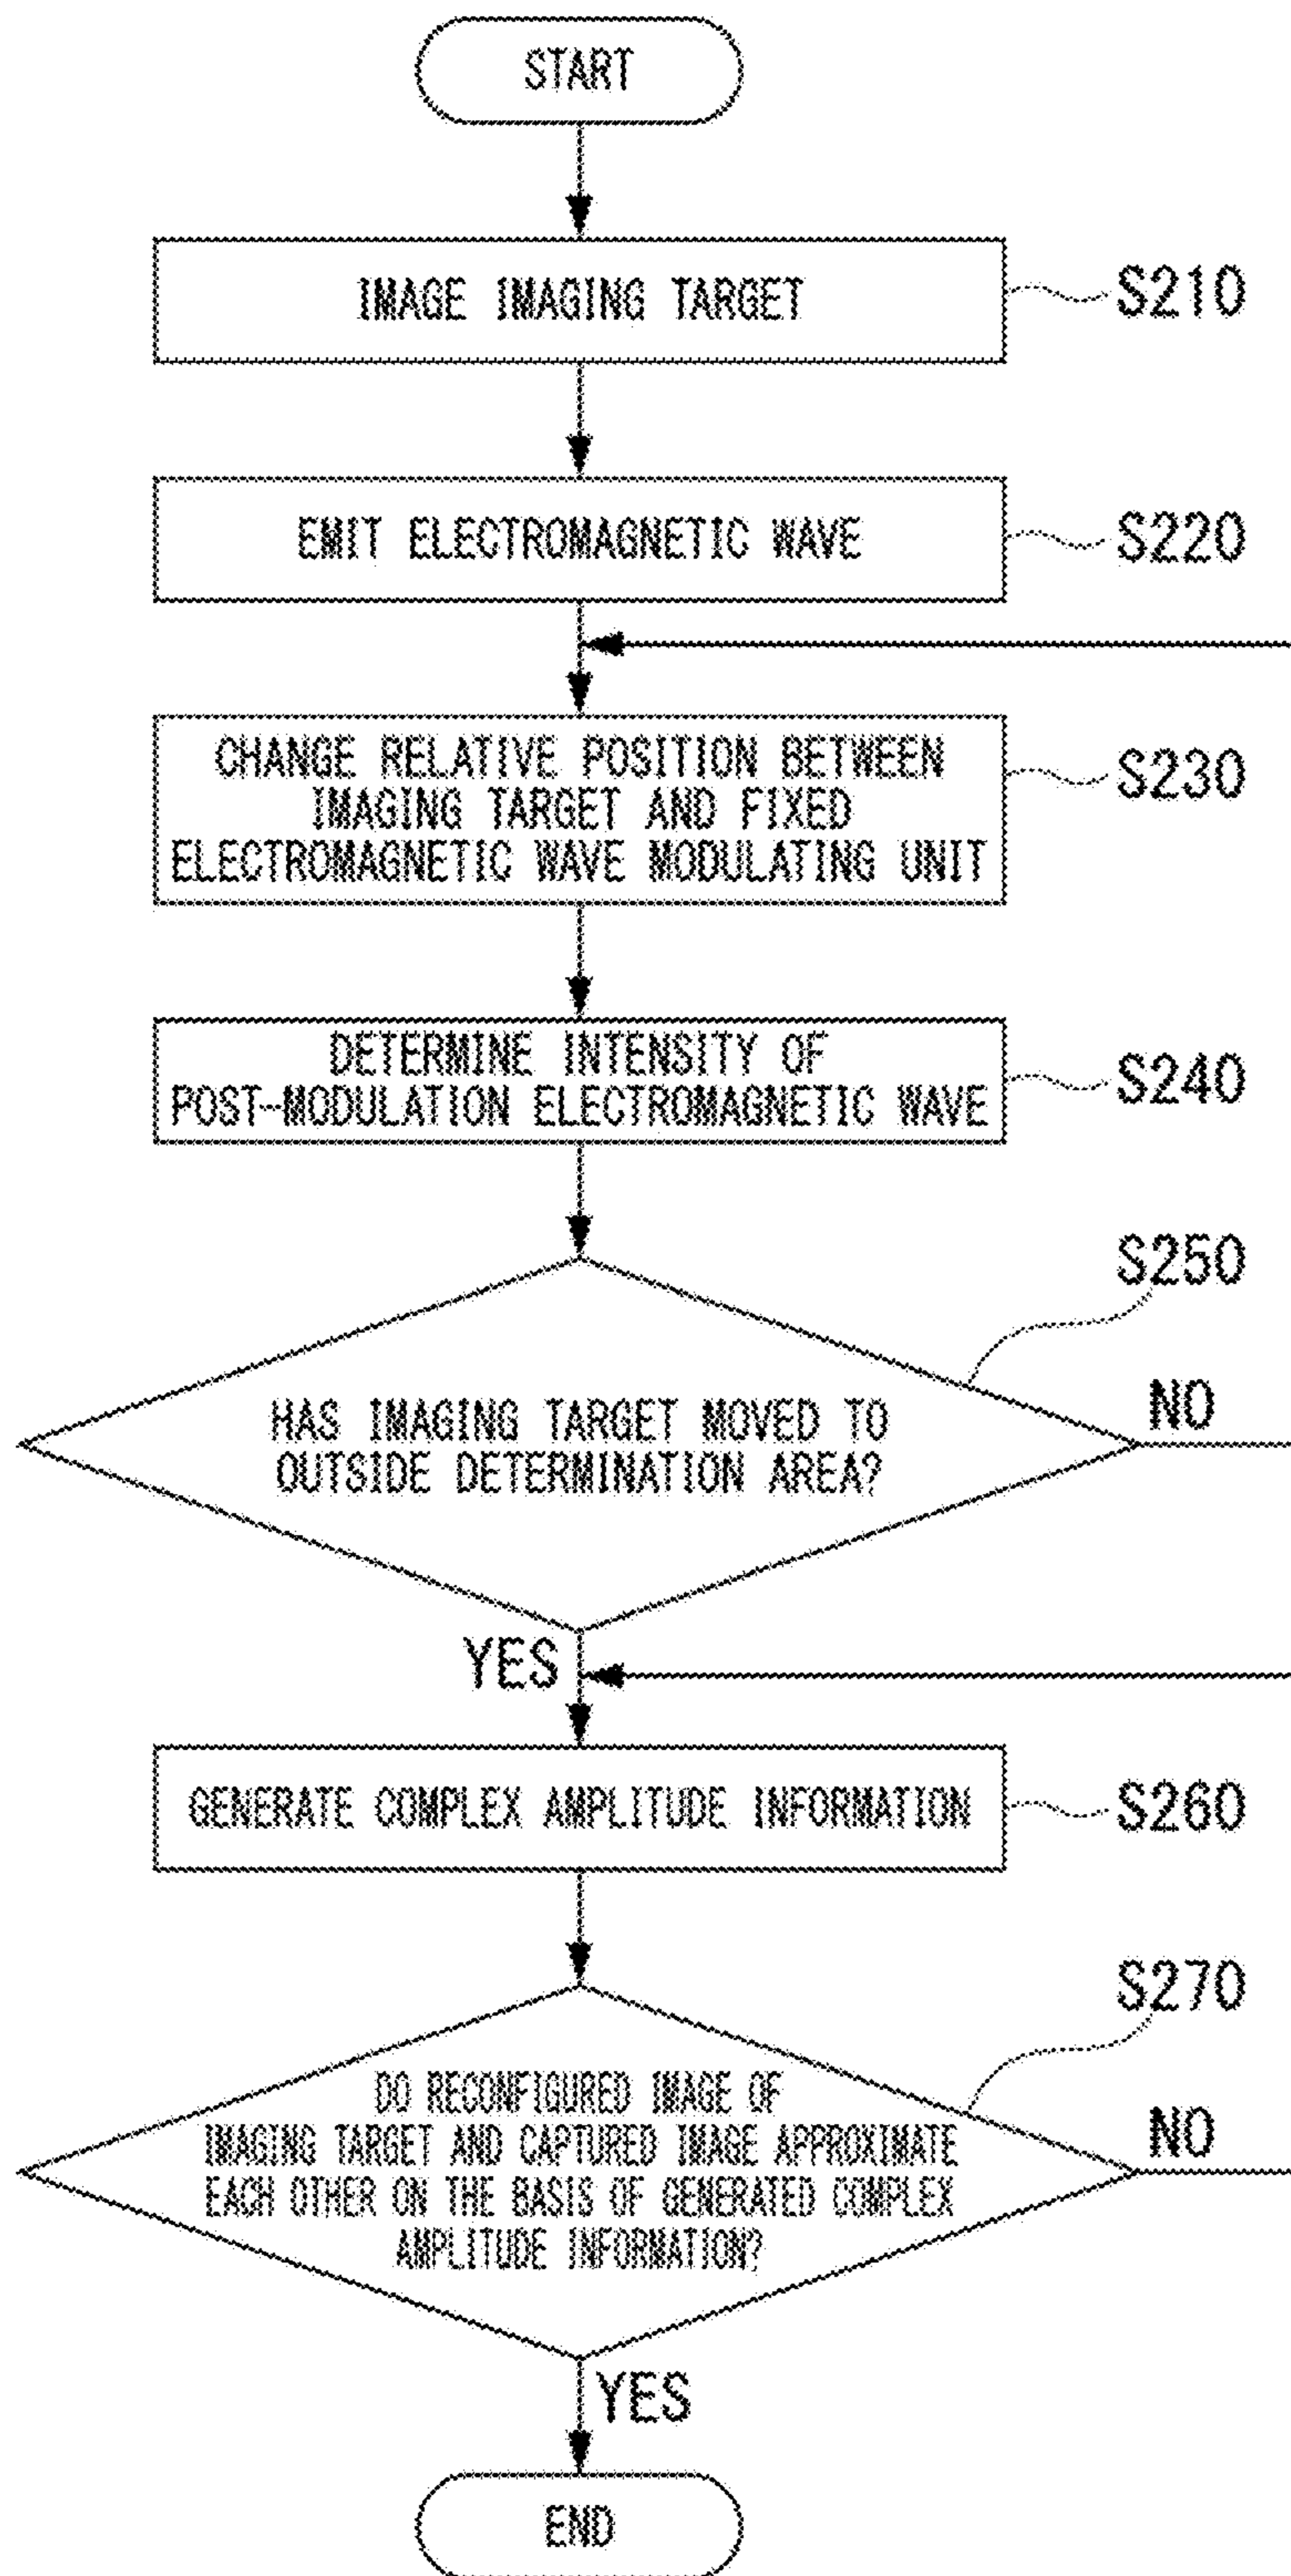 START
IMAGE IMAGING TARGET
S210
EMIT ELECTROMAGNETIC WAVE
S220
CHANGE RELATIVE POSITION BETWEEN
IMAGING TARGET AND FIXED
ELECTROMAGNETIC WAVE MODULATING UNIT
S230
DETERMINE INTENSITY OF
POST-MODULATION ELECTROMAGNETIC WAVE
S240
S250
HAS IMAGING TARGET MOVED TO
OUTSIDE DETERMINATION AREA?
NO
YES
GENERATE COMPLEX AMPLITUDE INFORMATION
S260
S270
DO RECONFIGURED IMAGE OF
IMAGING TARGET AND CAPTURED IMAGE APPROXIMATE
EACH OTHER ON THE BASIS OF GENERATED COMPLEX
AMPLITUDE INFORMATION?
NO
YES
END